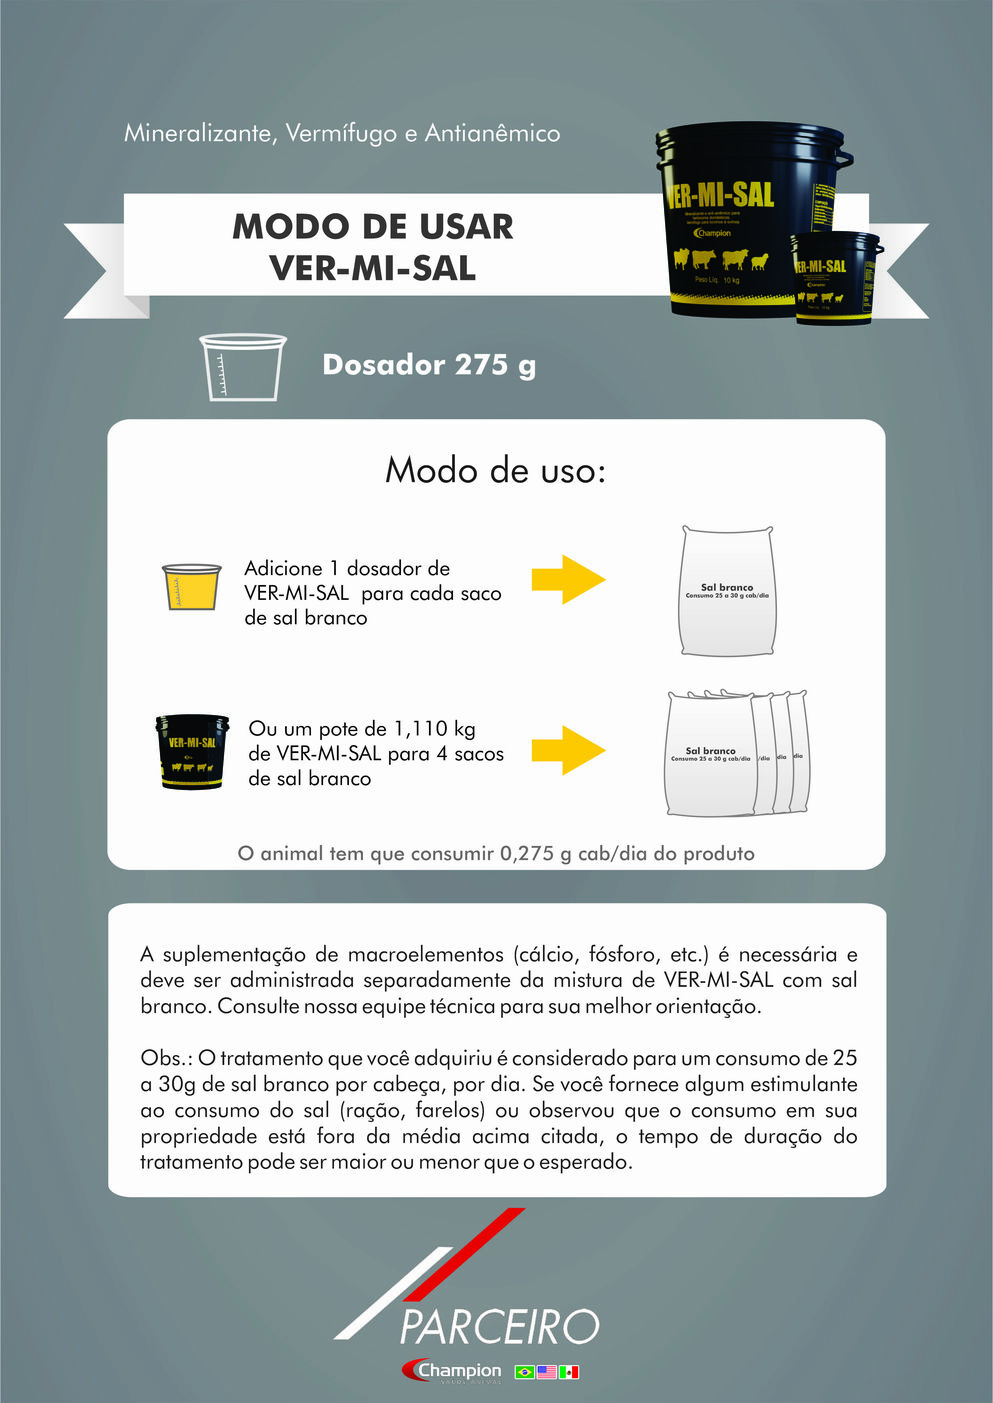 Mineralizante, Vermífugo e Antianêmico
MODO DE USAR
VER-MI-SAL
VER-MI-SAL
Champion
Peso Líq. 10 kg
ER-MI-SAL
Champion
Dosador 275 g
Modo de uso:
Adicione 1 dosador de
VER-MI-SAL para cada saco
de sal branco
Sal branco
Consumo 25 a 30 g cab/dia
VER-MI-SAL
Ou um pote de 1,110 kg
de VER-MI-SAL para 4 sacos
de sal branco
Sal branco
Consumo 25 a 30 g cab/dia
/dia
dia
dia
O animal tem que consumir 0,275 g cab/dia do produto
A suplementação de macroelementos (cálcio, fósforo, etc.) é necessária e
deve ser administrada separadamente da mistura de VER-MI-SAL com sal
branco. Consulte nossa equipe técnica para sua melhor orientação.
Obs.: O tratamento que você adquiriu é considerado para um consumo de 25
a 30g de sal branco por cabeça, por dia. Se você fornece algum estimulante
ao consumo do sal (ração, farelos) ou observou que o consumo em sua
propriedade está fora da média acima citada, o tempo de duração do
tratamento pode ser maior ou menor que o esperado.
PARCEIRO
Champion
SAÚDE ANIMAL